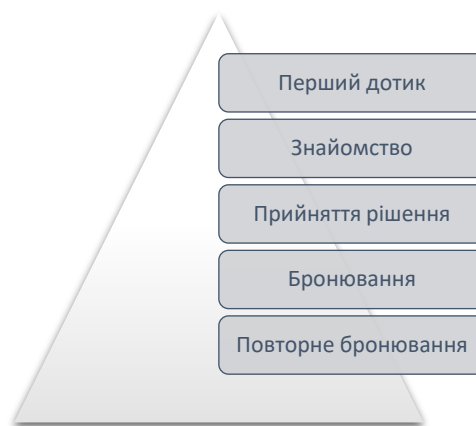 Перший дотик
Знайомство
Прийняття рішення
Бронювання
Повторне бронювання